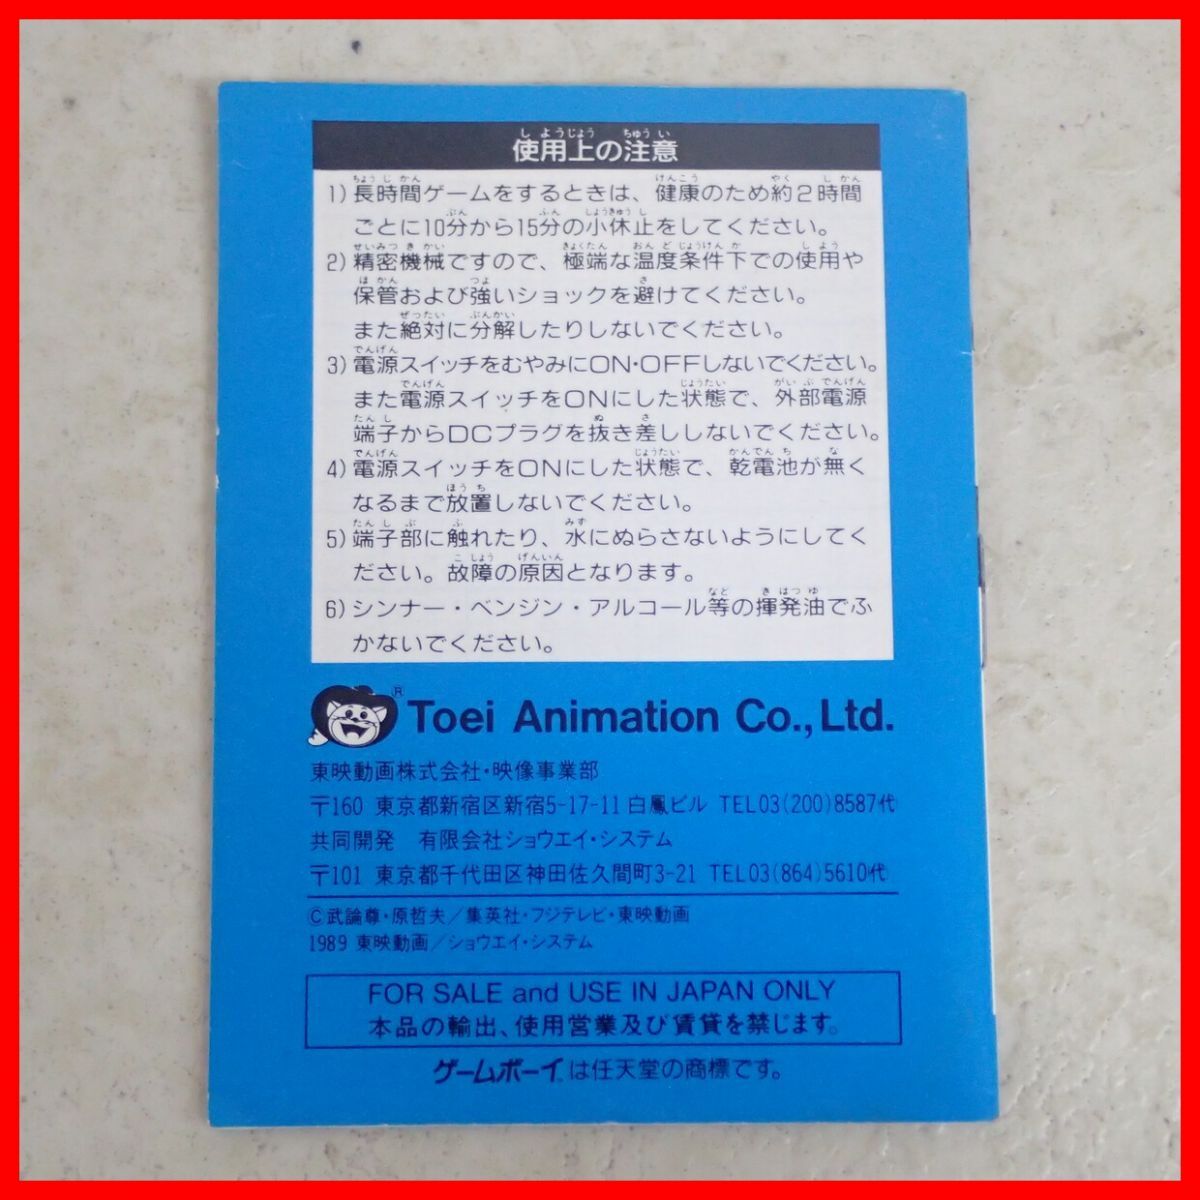 使用上の注意
1)長時間ゲームをするときは、健康のため約2時間
ごとに10分から15分の小休止をしてください。
2)精密機械ですので、極端な温度条件下での使用や
保管および強いショックを避けてください。
また絶対に分解したりしないでください。
3)電源スイッチをむやみにON・OFFしないでください。
また電源スイッチをONにした状態で、外部電源
端子からDCプラグを抜き差ししないでください。
4)電源スイッチをONにした状態で、乾電池が無く
なるまで放置しないでください。
5)端子部に触れたり、水にぬらさないようにしてく
ださい。故障の原因となります。
6)シンナー・ベンジン・アルコール等の揮発油でふ
かないでください。
® Toei Animation Co., Ltd.
東映動画株式会社・映像事業部
〒160 東京都新宿区新宿5-17-11 白鳳ビル TEL03(200)8587代
共同開発 有限会社ショウエイ・システム
〒101 東京都千代田区神田佐久間町3-21 TEL03(864)5610代
©武論尊・原哲夫／集英社・フジテレビ・東映動画
1989 東映動画／ショウエイ・システム
FOR SALE and USE IN JAPAN ONLY
本品の輸出、使用営業及び賃貸を禁じます。
ゲームボーイは任天堂の商標です。